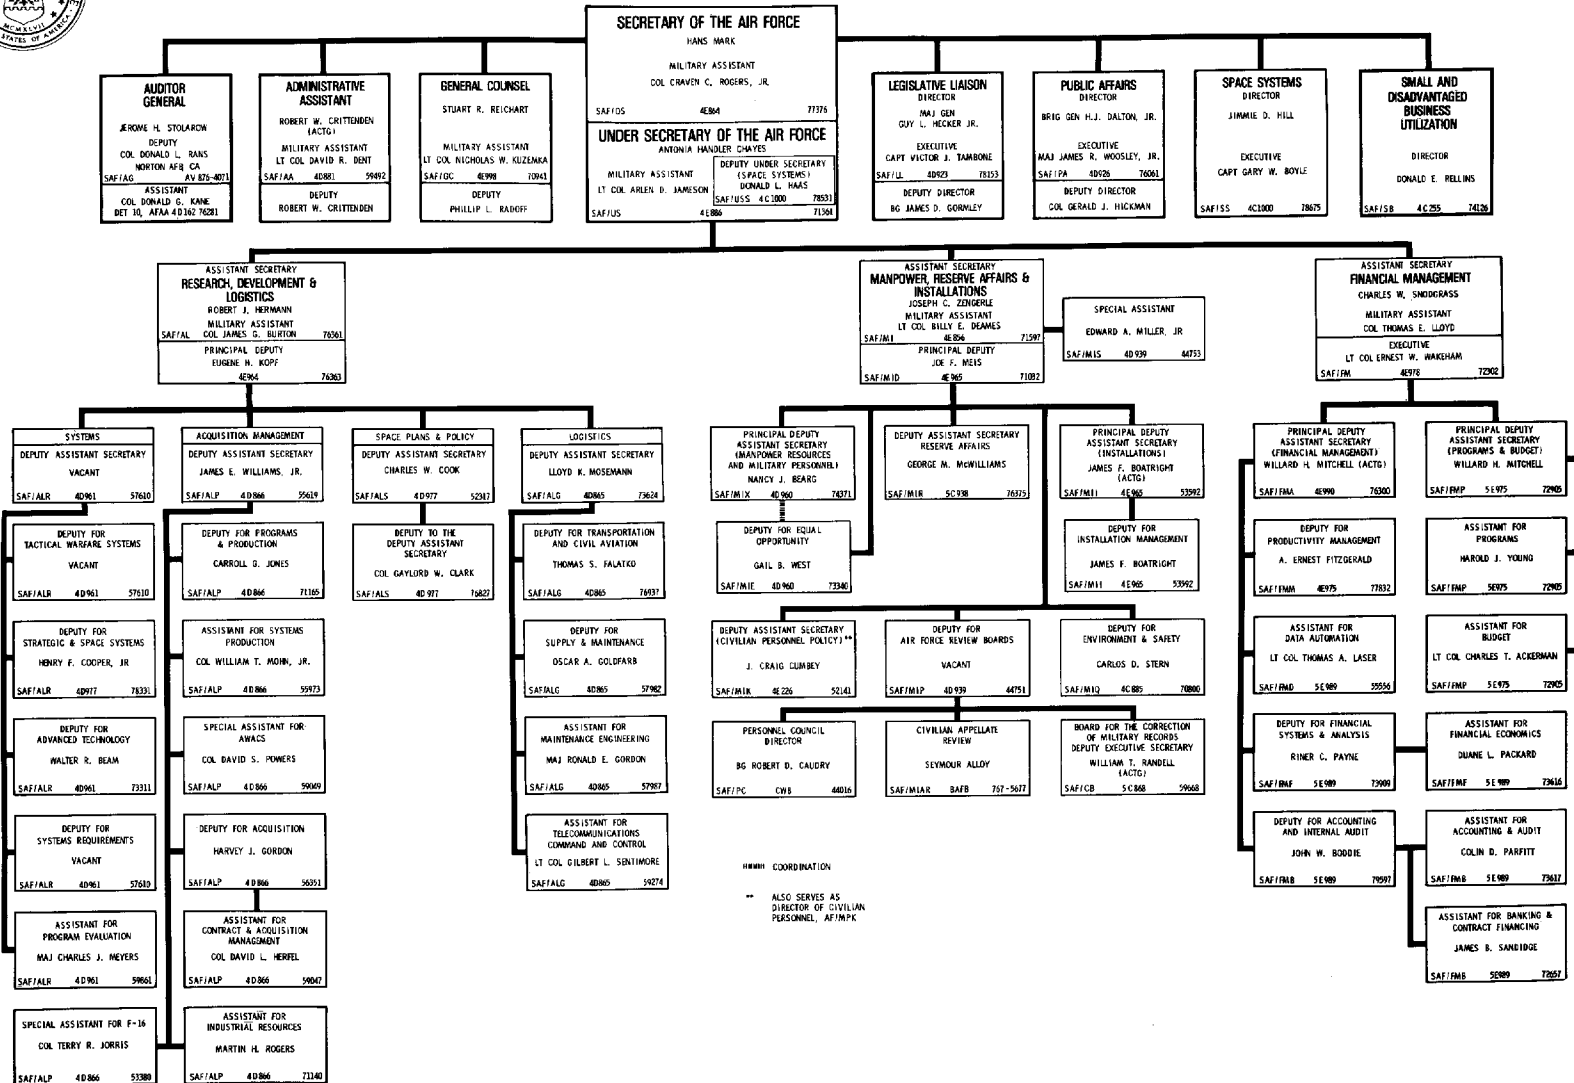 MCMXLVII
STATES OF AMERICA
SECRETARY OF THE AIR FORCE
HANS MARK
MILITARY ASSISTANT
COL CRAVEN C. ROGERS, JR.
SAF/OS 4E864 77376
UNDER SECRETARY OF THE AIR FORCE
ANTONIA HANDLER CHAYES
MILITARY ASSISTANT
LT COL ARLEN D. JAMESON
DEPUTY UNDER SECRETARY
(SPACE SYSTEMS)
DONALD L. HAAS
SAF/USS 4C1000 78531
SAF/US 4E886 71361
AUDITOR
GENERAL
JEROME H. STOLAROW
DEPUTY
COL DONALD L. RANS
NORTON AFB CA
SAF/AG AV 876-4071
ASSISTANT
COL DONALD G. KANE
DET 10, AFAA 4D162 76281
ADMINISTRATIVE
ASSISTANT
ROBERT W. CRITTENDEN
(ACTG)
MILITARY ASSISTANT
LT COL DAVID R. DENT
SAF/AA 4D881 59492
DEPUTY
ROBERT W. CRITTENDEN
GENERAL COUNSEL
STUART R. REICHART
MILITARY ASSISTANT
LT COL NICHOLAS W. KUZEMKA
SAF/GC 4E998 70941
DEPUTY
PHILLIP L. RADOFF
LEGISLATIVE LIAISON
DIRECTOR
MAJ GEN
GUY L. HECKER JR.
EXECUTIVE
CAPT VICTOR J. TAMBONE
SAF/LL 4D923 78153
DEPUTY DIRECTOR
BG JAMES D. GORMLEY
PUBLIC AFFAIRS
DIRECTOR
BRIG GEN H.J. DALTON, JR.
EXECUTIVE
MAJ JAMES R. WOOSLEY, JR.
SAF/PA 4D926 76061
DEPUTY DIRECTOR
COL GERALD J. HICKMAN
SPACE SYSTEMS
DIRECTOR
JIMMIE D. HILL
EXECUTIVE
CAPT GARY W. BOYLE
SAF/SS 4C1000 78675
SMALL AND
DISADVANTAGED
BUSINESS
UTILIZATION
DIRECTOR
DONALD E. RELLINS
SAF/SB 4C255 74126
ASSISTANT SECRETARY
RESEARCH, DEVELOPMENT &
LOGISTICS
ROBERT J. HERMANN
MILITARY ASSISTANT
SAF/AL COL JAMES G. BURTON 76361
PRINCIPAL DEPUTY
EUGENE H. KOPF
4E964 76363
ASSISTANT SECRETARY
MANPOWER, RESERVE AFFAIRS &
INSTALLATIONS
JOSEPH C. ZENGERLE
MILITARY ASSISTANT
LT COL BILLY E. DEAMES
SAF/MI 4E856 71597
PRINCIPAL DEPUTY
JOE F. MEIS
SAF/MID 4E965 71032
SPECIAL ASSISTANT
EDWARD A. MILLER, JR
SAF/MIS 4D939 44753
ASSISTANT SECRETARY
FINANCIAL MANAGEMENT
CHARLES W. SNODGRASS
MILITARY ASSISTANT
COL THOMAS E. LLOYD
EXECUTIVE
LT COL ERNEST W. WAKEHAM
SAF/FM 4E978 72302
SYSTEMS
DEPUTY ASSISTANT SECRETARY
VACANT
SAF/ALR 4D961 57610
DEPUTY FOR
TACTICAL WARFARE SYSTEMS
VACANT
SAF/ALR 4D961 57610
DEPUTY FOR
STRATEGIC & SPACE SYSTEMS
HENRY F. COOPER, JR
SAF/ALR 4D977 78331
DEPUTY FOR
ADVANCED TECHNOLOGY
WALTER R. BEAM
SAF/ALR 4D961 73311
DEPUTY FOR
SYSTEMS REQUIREMENTS
VACANT
SAF/ALR 4D961 57610
ASSISTANT FOR
PROGRAM EVALUATION
MAJ CHARLES J. MEYERS
SAF/ALR 4D961 59861
SPECIAL ASSISTANT FOR F-16
COL TERRY R. JORRIS
SAF/ALP 4D866 53380
ACQUISITION MANAGEMENT
DEPUTY ASSISTANT SECRETARY
JAMES E. WILLIAMS, JR.
SAF/ALP 4D866 55619
DEPUTY FOR PROGRAMS
& PRODUCTION
CARROLL G. JONES
SAF/ALP 4D866 71165
ASSISTANT FOR SYSTEMS
PRODUCTION
COL WILLIAM T. MOHN, JR.
SAF/ALP 4D866 55973
SPECIAL ASSISTANT FOR
AWACS
COL DAVID S. POWERS
SAF/ALP 4D866 59049
DEPUTY FOR ACQUISITION
HARVEY J. GORDON
SAF/ALP 4D866 56351
ASSISTANT FOR
CONTRACT & ACQUISITION
MANAGEMENT
COL DAVID L. HERFEL
SAF/ALP 4D866 59047
ASSISTANT FOR
INDUSTRIAL RESOURCES
MARTIN H. ROGERS
SAF/ALP 4D866 71140
SPACE PLANS & POLICY
DEPUTY ASSISTANT SECRETARY
CHARLES W. COOK
SAF/ALS 4D977 52317
DEPUTY TO THE
DEPUTY ASSISTANT
SECRETARY
COL GAYLORD W. CLARK
SAF/ALS 4D977 76827
LOGISTICS
DEPUTY ASSISTANT SECRETARY
LLOYD K. MOSEMANN
SAF/ALG 4D865 73624
DEPUTY FOR TRANSPORTATION
AND CIVIL AVIATION
THOMAS S. FALATKO
SAF/ALG 4D865 76937
DEPUTY FOR
SUPPLY & MAINTENANCE
OSCAR A. GOLDFARB
SAF/ALG 4D865 57982
ASSISTANT FOR
MAINTENANCE ENGINEERING
MAJ RONALD E. GORDON
SAF/ALG 4D865 57987
ASSISTANT FOR
TELECOMMUNICATIONS
COMMAND AND CONTROL
LT COL GILBERT L. SENTIMORE
SAF/ALG 4D865 59274
PRINCIPAL DEPUTY
ASSISTANT SECRETARY
(MANPOWER RESOURCES
AND MILITARY PERSONNEL)
NANCY J. BEARG
SAF/MIX 4D960 74371
DEPUTY FOR EQUAL
OPPORTUNITY
GAIL B. WEST
SAF/MIE 4D960 73340
DEPUTY ASSISTANT SECRETARY
RESERVE AFFAIRS
GEORGE M. McWILLIAMS
SAF/MIR 5C938 76375
PRINCIPAL DEPUTY
ASSISTANT SECRETARY
(INSTALLATIONS)
JAMES F. BOATRIGHT
(ACTG)
SAF/MII 4E965 53592
DEPUTY FOR
INSTALLATION MANAGEMENT
JAMES F. BOATRIGHT
SAF/MII 4E965 53592
DEPUTY ASSISTANT SECRETARY
(CIVILIAN PERSONNEL POLICY)**
J. CRAIG CUMBEY
SAF/MIK 4E226 52141
DEPUTY FOR
AIR FORCE REVIEW BOARDS
VACANT
SAF/MIP 4D939 44751
DEPUTY FOR
ENVIRONMENT & SAFETY
CARLOS D. STERN
SAF/MIQ 4C885 70800
PERSONNEL COUNCIL
DIRECTOR
BG ROBERT D. CAUDRY
SAF/PC CWB 44016
CIVILIAN APPELLATE
REVIEW
SEYMOUR ALLOY
SAF/MIAR BAFB 767-5677
BOARD FOR THE CORRECTION
OF MILITARY RECORDS
DEPUTY EXECUTIVE SECRETARY
WILLIAM T. RANDELL
(ACTG)
SAF/CB 5C868 59668
COORDINATION
** ALSO SERVES AS
DIRECTOR OF CIVILIAN
PERSONNEL, AF/MPK
PRINCIPAL DEPUTY
ASSISTANT SECRETARY
(FINANCIAL MANAGEMENT)
WILLARD H. MITCHELL (ACTG)
SAF/FMA 4E990 76300
DEPUTY FOR
PRODUCTIVITY MANAGEMENT
A. ERNEST FITZGERALD
SAF/FMM 4E975 77832
ASSISTANT FOR
DATA AUTOMATION
LT COL THOMAS A. LASER
SAF/FMD 5E989 55556
DEPUTY FOR FINANCIAL
SYSTEMS & ANALYSIS
RINER C. PAYNE
SAF/FMF 5E989 73909
DEPUTY FOR ACCOUNTING
AND INTERNAL AUDIT
JOHN W. BODDIE
SAF/FMB 5E989 79597
PRINCIPAL DEPUTY
ASSISTANT SECRETARY
(PROGRAMS & BUDGET)
WILLARD H. MITCHELL
SAF/FMP 5E975 72905
ASSISTANT FOR
PROGRAMS
HAROLD J. YOUNG
SAF/FMP 5E975 72905
ASSISTANT FOR
BUDGET
LT COL CHARLES T. ACKERMAN
SAF/FMP 5E975 72905
ASSISTANT FOR
FINANCIAL ECONOMICS
DUANE L. PACKARD
SAF/FMF 5E989 73616
ASSISTANT FOR
ACCOUNTING & AUDIT
COLIN D. PARFITT
SAF/FMB 5E989 73617
ASSISTANT FOR BANKING &
CONTRACT FINANCING
JAMES B. SANDIDGE
SAF/FMB 5E989 72657